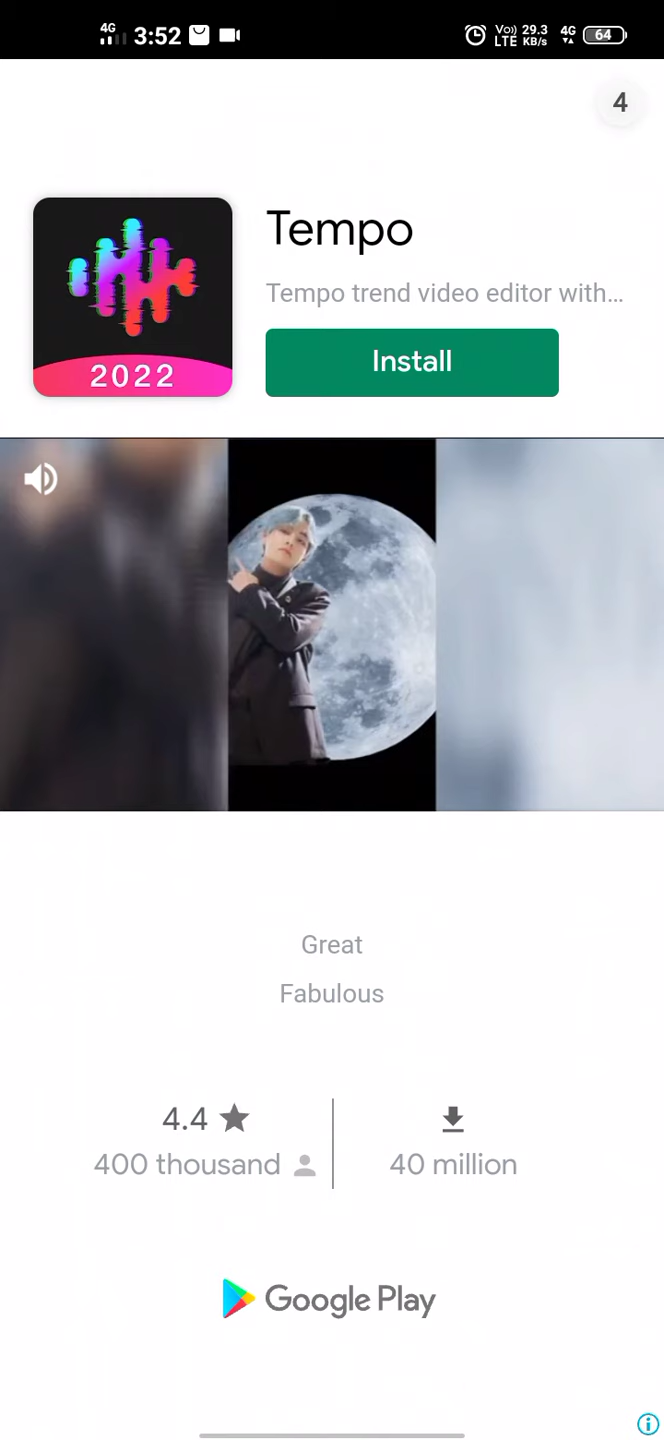 4G 3:52 Vo)) LTE 29.3 KB/s 4G 64
4
Tempo
Tempo trend video editor with...
Install
2022
Great
Fabulous
4.4
400 thousand
40 million
Google Play